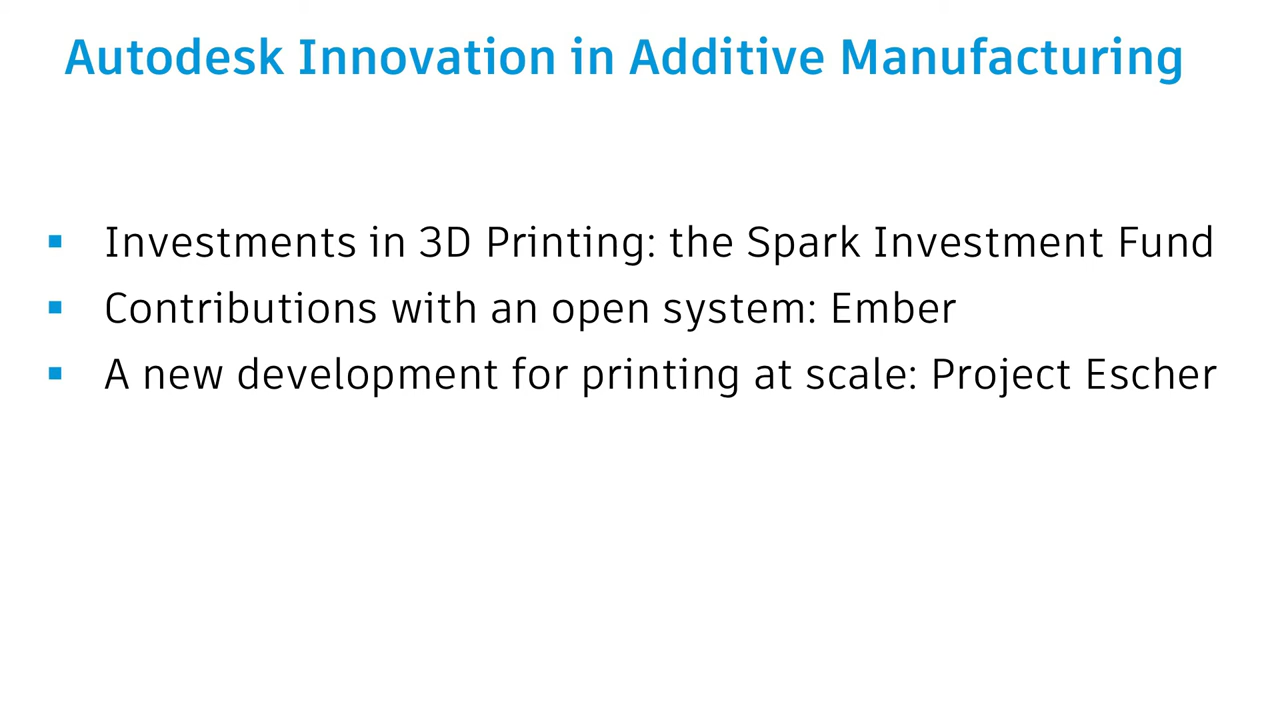 Autodesk Innovation in Additive Manufacturing
▪ Investments in 3D Printing: the Spark Investment Fund
▪ Contributions with an open system: Ember
▪ A new development for printing at scale: Project Escher